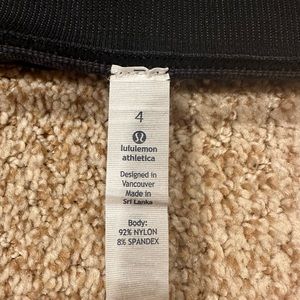 4
lululemon
athletica
Designed in
Vancouver
Made in
Sri Lanka
Body:
92% NYLON
8% SPANDEX